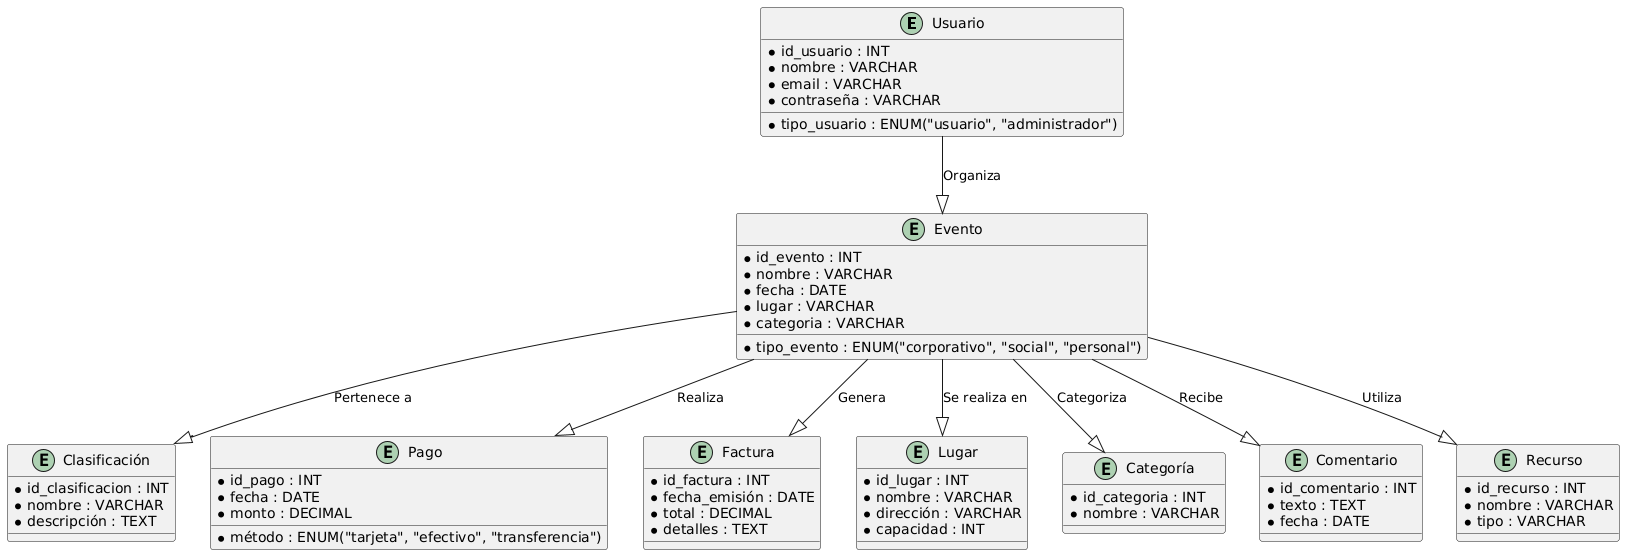 E Usuario
id_usuario : INT
nombre : VARCHAR
email : VARCHAR
contraseña : VARCHAR
tipo_usuario : ENUM("usuario", "administrador")
Organiza
E Evento
id_evento : INT
nombre : VARCHAR
fecha : DATE
lugar : VARCHAR
categoria : VARCHAR
tipo_evento : ENUM("corporativo", "social", "personal")
Pertenece a
Realiza
Genera
Se realiza en
Categoriza
Recibe
Utiliza
E Clasificación
id_clasificacion : INT
nombre : VARCHAR
descripción : TEXT
E Pago
id_pago : INT
fecha : DATE
monto : DECIMAL
método : ENUM("tarjeta", "efectivo", "transferencia")
E Factura
id_factura : INT
fecha_emisión : DATE
total : DECIMAL
detalles : TEXT
E Lugar
id_lugar : INT
nombre : VARCHAR
dirección : VARCHAR
capacidad : INT
E Categoría
id_categoria : INT
nombre : VARCHAR
E Comentario
id_comentario : INT
texto : TEXT
fecha : DATE
E Recurso
id_recurso : INT
nombre : VARCHAR
tipo : VARCHAR